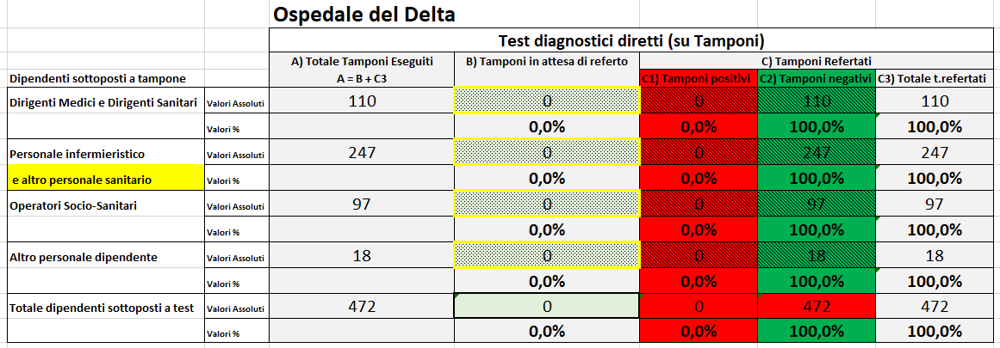 Ospedale del Delta
Test diagnostici diretti (su Tamponi)
A) Totale Tamponi Eseguiti B) Tamponi in attesa di referto C) Tamponi Refertati
Dipendenti sottoposti a tampone A = B + C3 C1) Tamponi positivi C2) Tamponi negativi C3) Totale t.refertati
Dirigenti Medici e Dirigenti Sanitari Valori Assoluti 110 0 0 110 110
Valori % 0,0% 0,0% 100,0% 100,0%
Personale infermieristico Valori Assoluti 247 0 0 247 247
e altro personale sanitario Valori % 0,0% 0,0% 100,0% 100,0%
Operatori Socio-Sanitari Valori Assoluti 97 0 0 97 97
Valori % 0,0% 0,0% 100,0% 100,0%
Altro personale dipendente Valori Assoluti 18 0 0 18 18
Valori % 0,0% 0,0% 100,0% 100,0%
Totale dipendenti sottoposti a test Valori Assoluti 472 0 0 472 472
Valori % 0,0% 0,0% 100,0% 100,0%